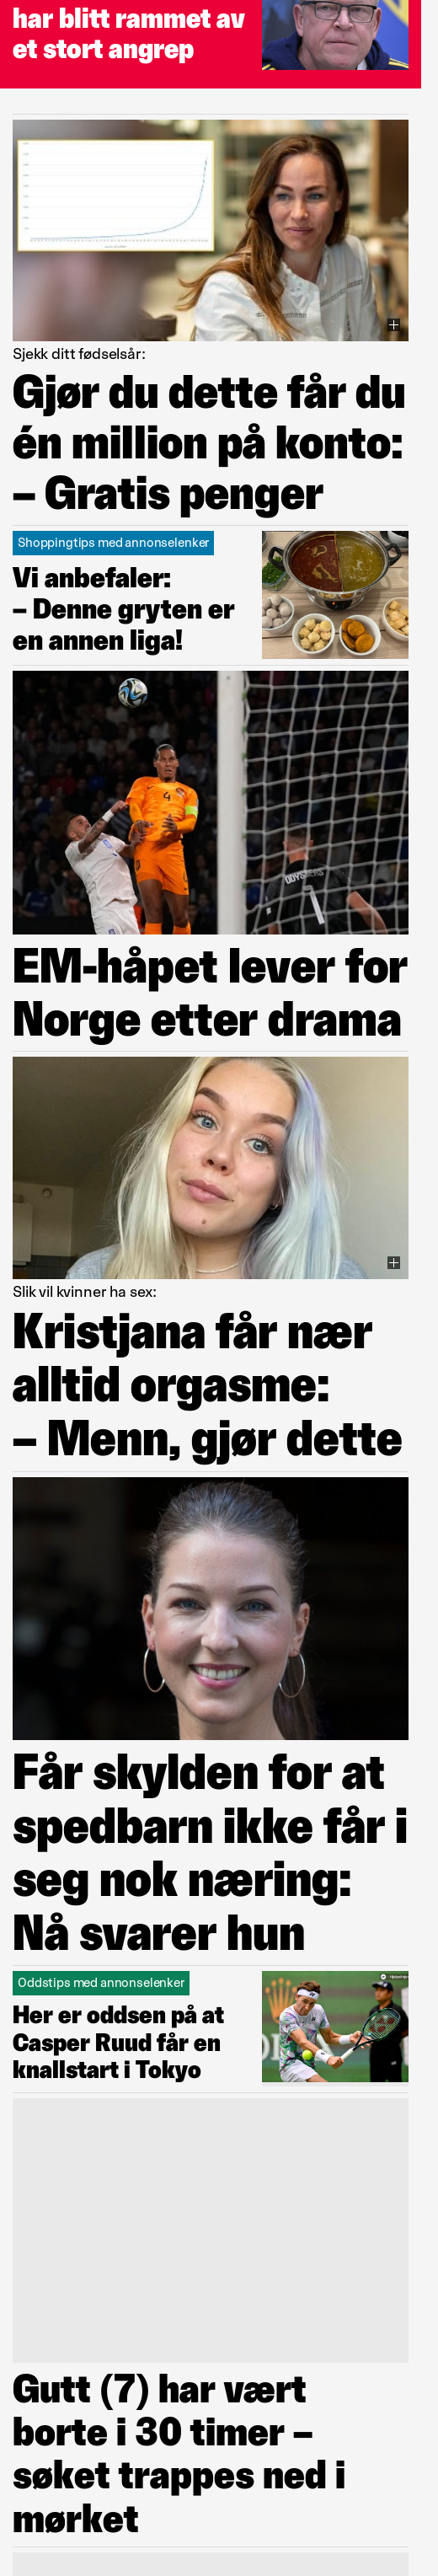 har blitt rammet av
et stort angrep
Sjekk ditt fødselsår:
Gjør du dette får du
én million på konto:
– Gratis penger
Shoppingtips med annonselenker
Vi anbefaler:
– Denne gryten er
en annen liga!
4
1
EM-håpet lever for
Norge etter drama
Slik vil kvinner ha sex:
Kristjana får nær
alltid orgasme:
– Menn, gjør dette
Får skylden for at
spedbarn ikke får i
seg nok næring:
Nå svarer hun
Oddstips med annonselenker
Her er oddsen på at
Casper Ruud får en
knallstart i Tokyo
Gutt (7) har vært
borte i 30 timer –
søket trappes ned i
mørket